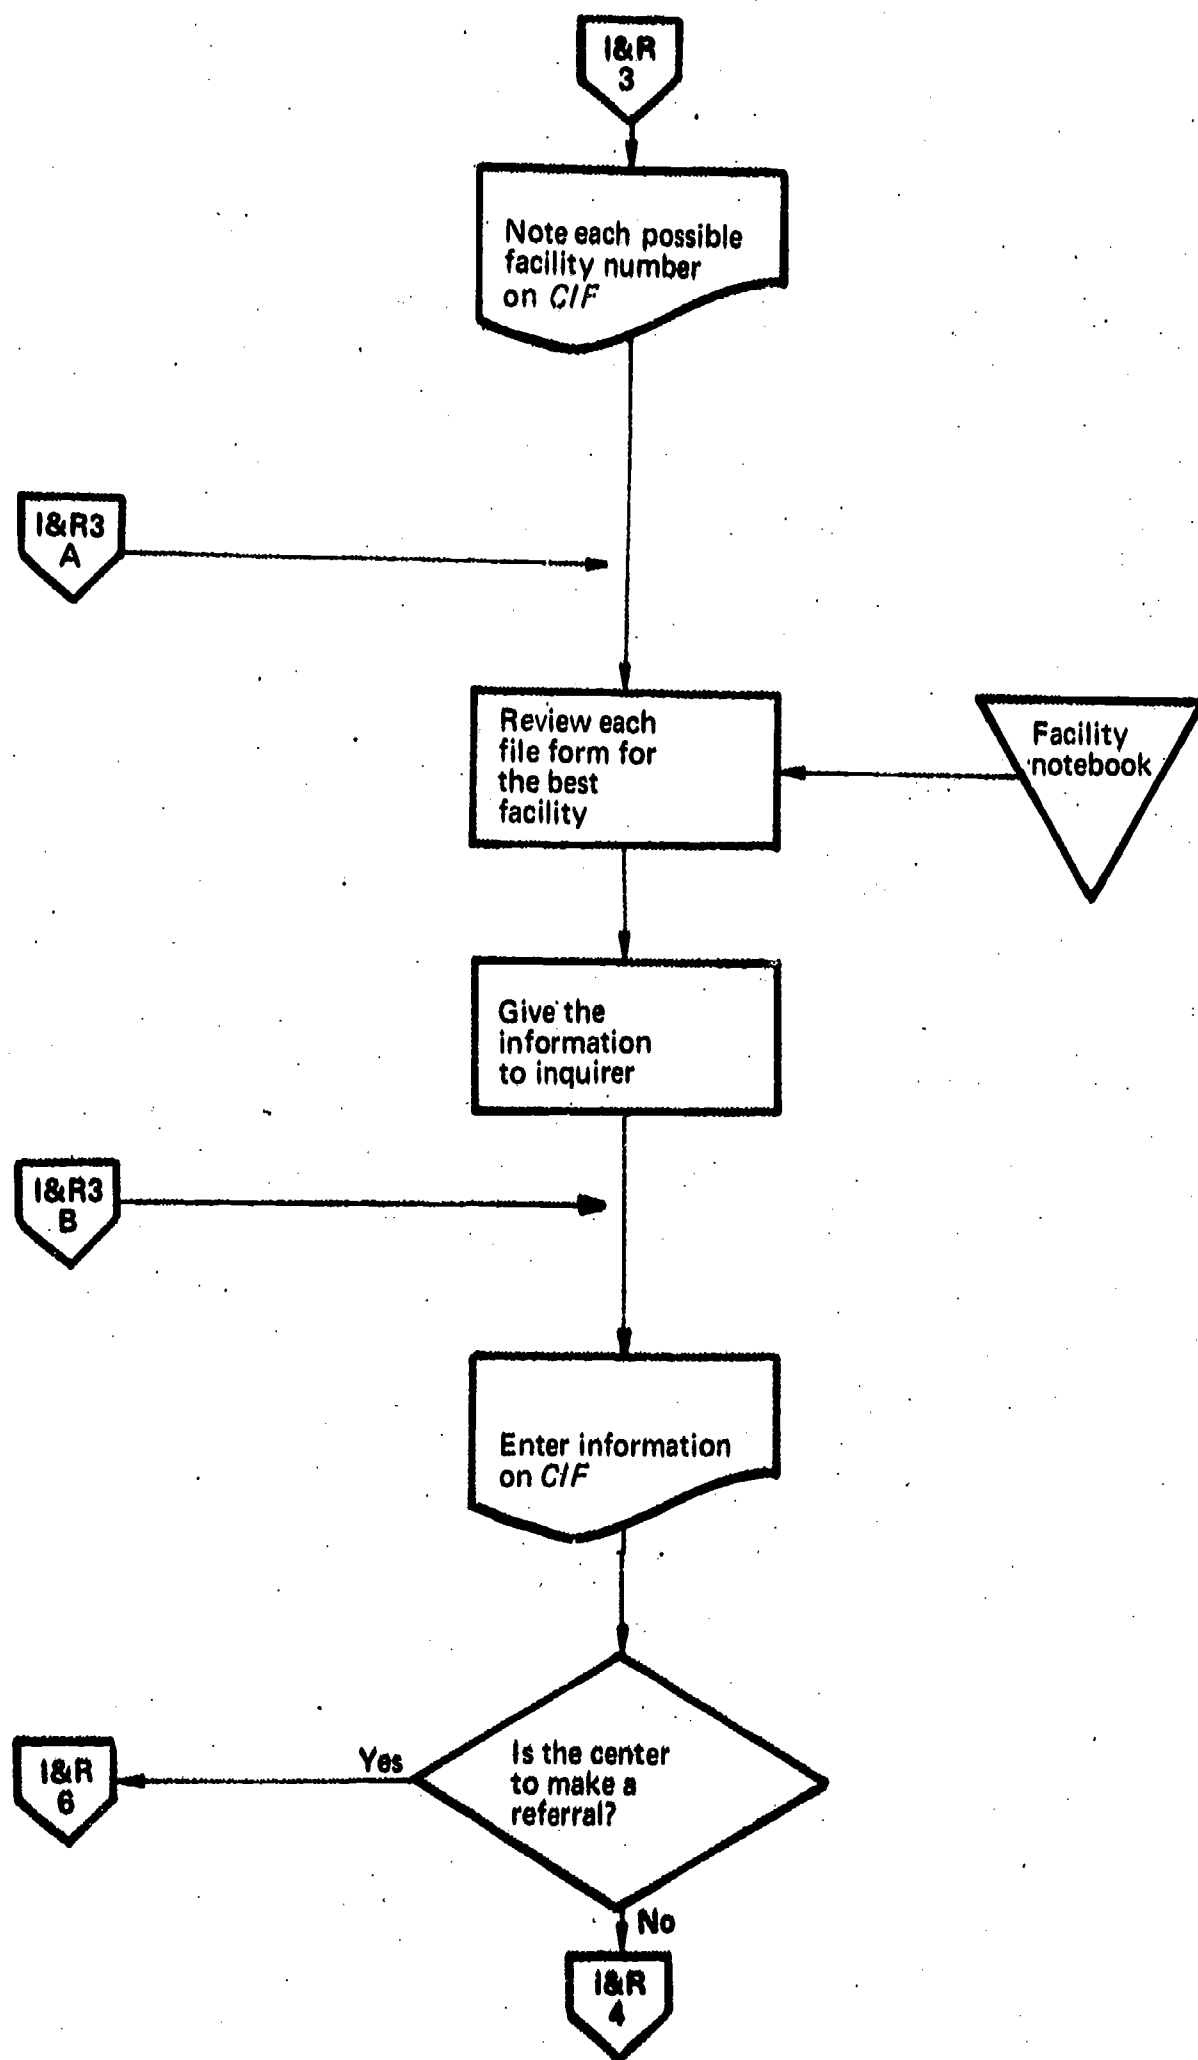 I&R
3
Note each possible
facility number
on CIF
I&R3
A
Review each
file form for
the best
facility
Facility
notebook
Give the
information
to inquirer
I&R3
B
Enter information
on CIF
Is the center
to make a
referral?
Yes
I&R
6
No
I&R
4